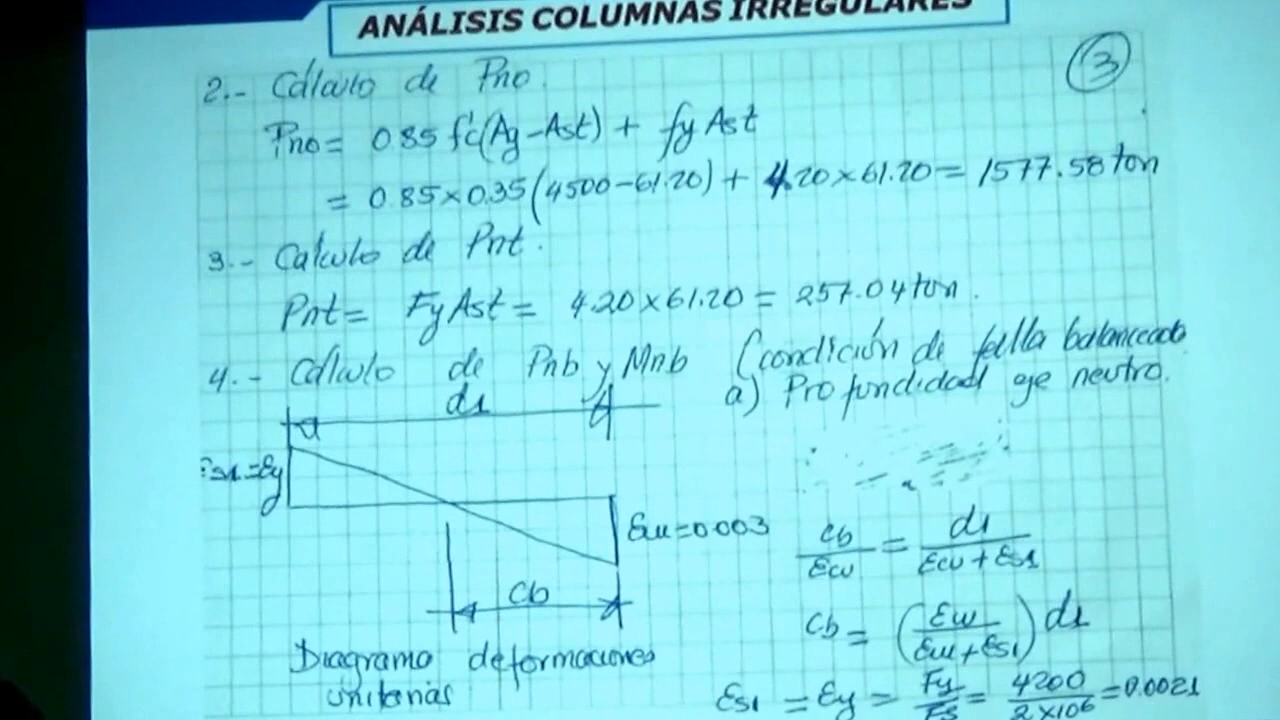 ANÁLISIS COLUMNAS IRREGULARES
3
2.- Cálculo de Pno.
Pno = 0.85 f'c(Ag-Ast) + fy Ast
= 0.85 x 0.35 (4500-61.20) + 4.20 x 61.20 = 1577.58 ton
3.- Calculo de Pnt.
Pnt = Fy Ast = 4.20 x 61.20 = 257.04 ton.
4.- Cálculo de Pnb y Mnb (condición de falla balanceado
a) Profundidad eje neutro.
d1
Es1 = Ey
Ecu = 0.003
cb/Ecu = d1/(Ecu + Es1)
Cb
Cb = (Ecu/(Ecu + Es1)) d1
Diagrama deformaciones
unitarias
Es1 = Ey = Fy/Es = 4200/2x10^6 = 0.0021